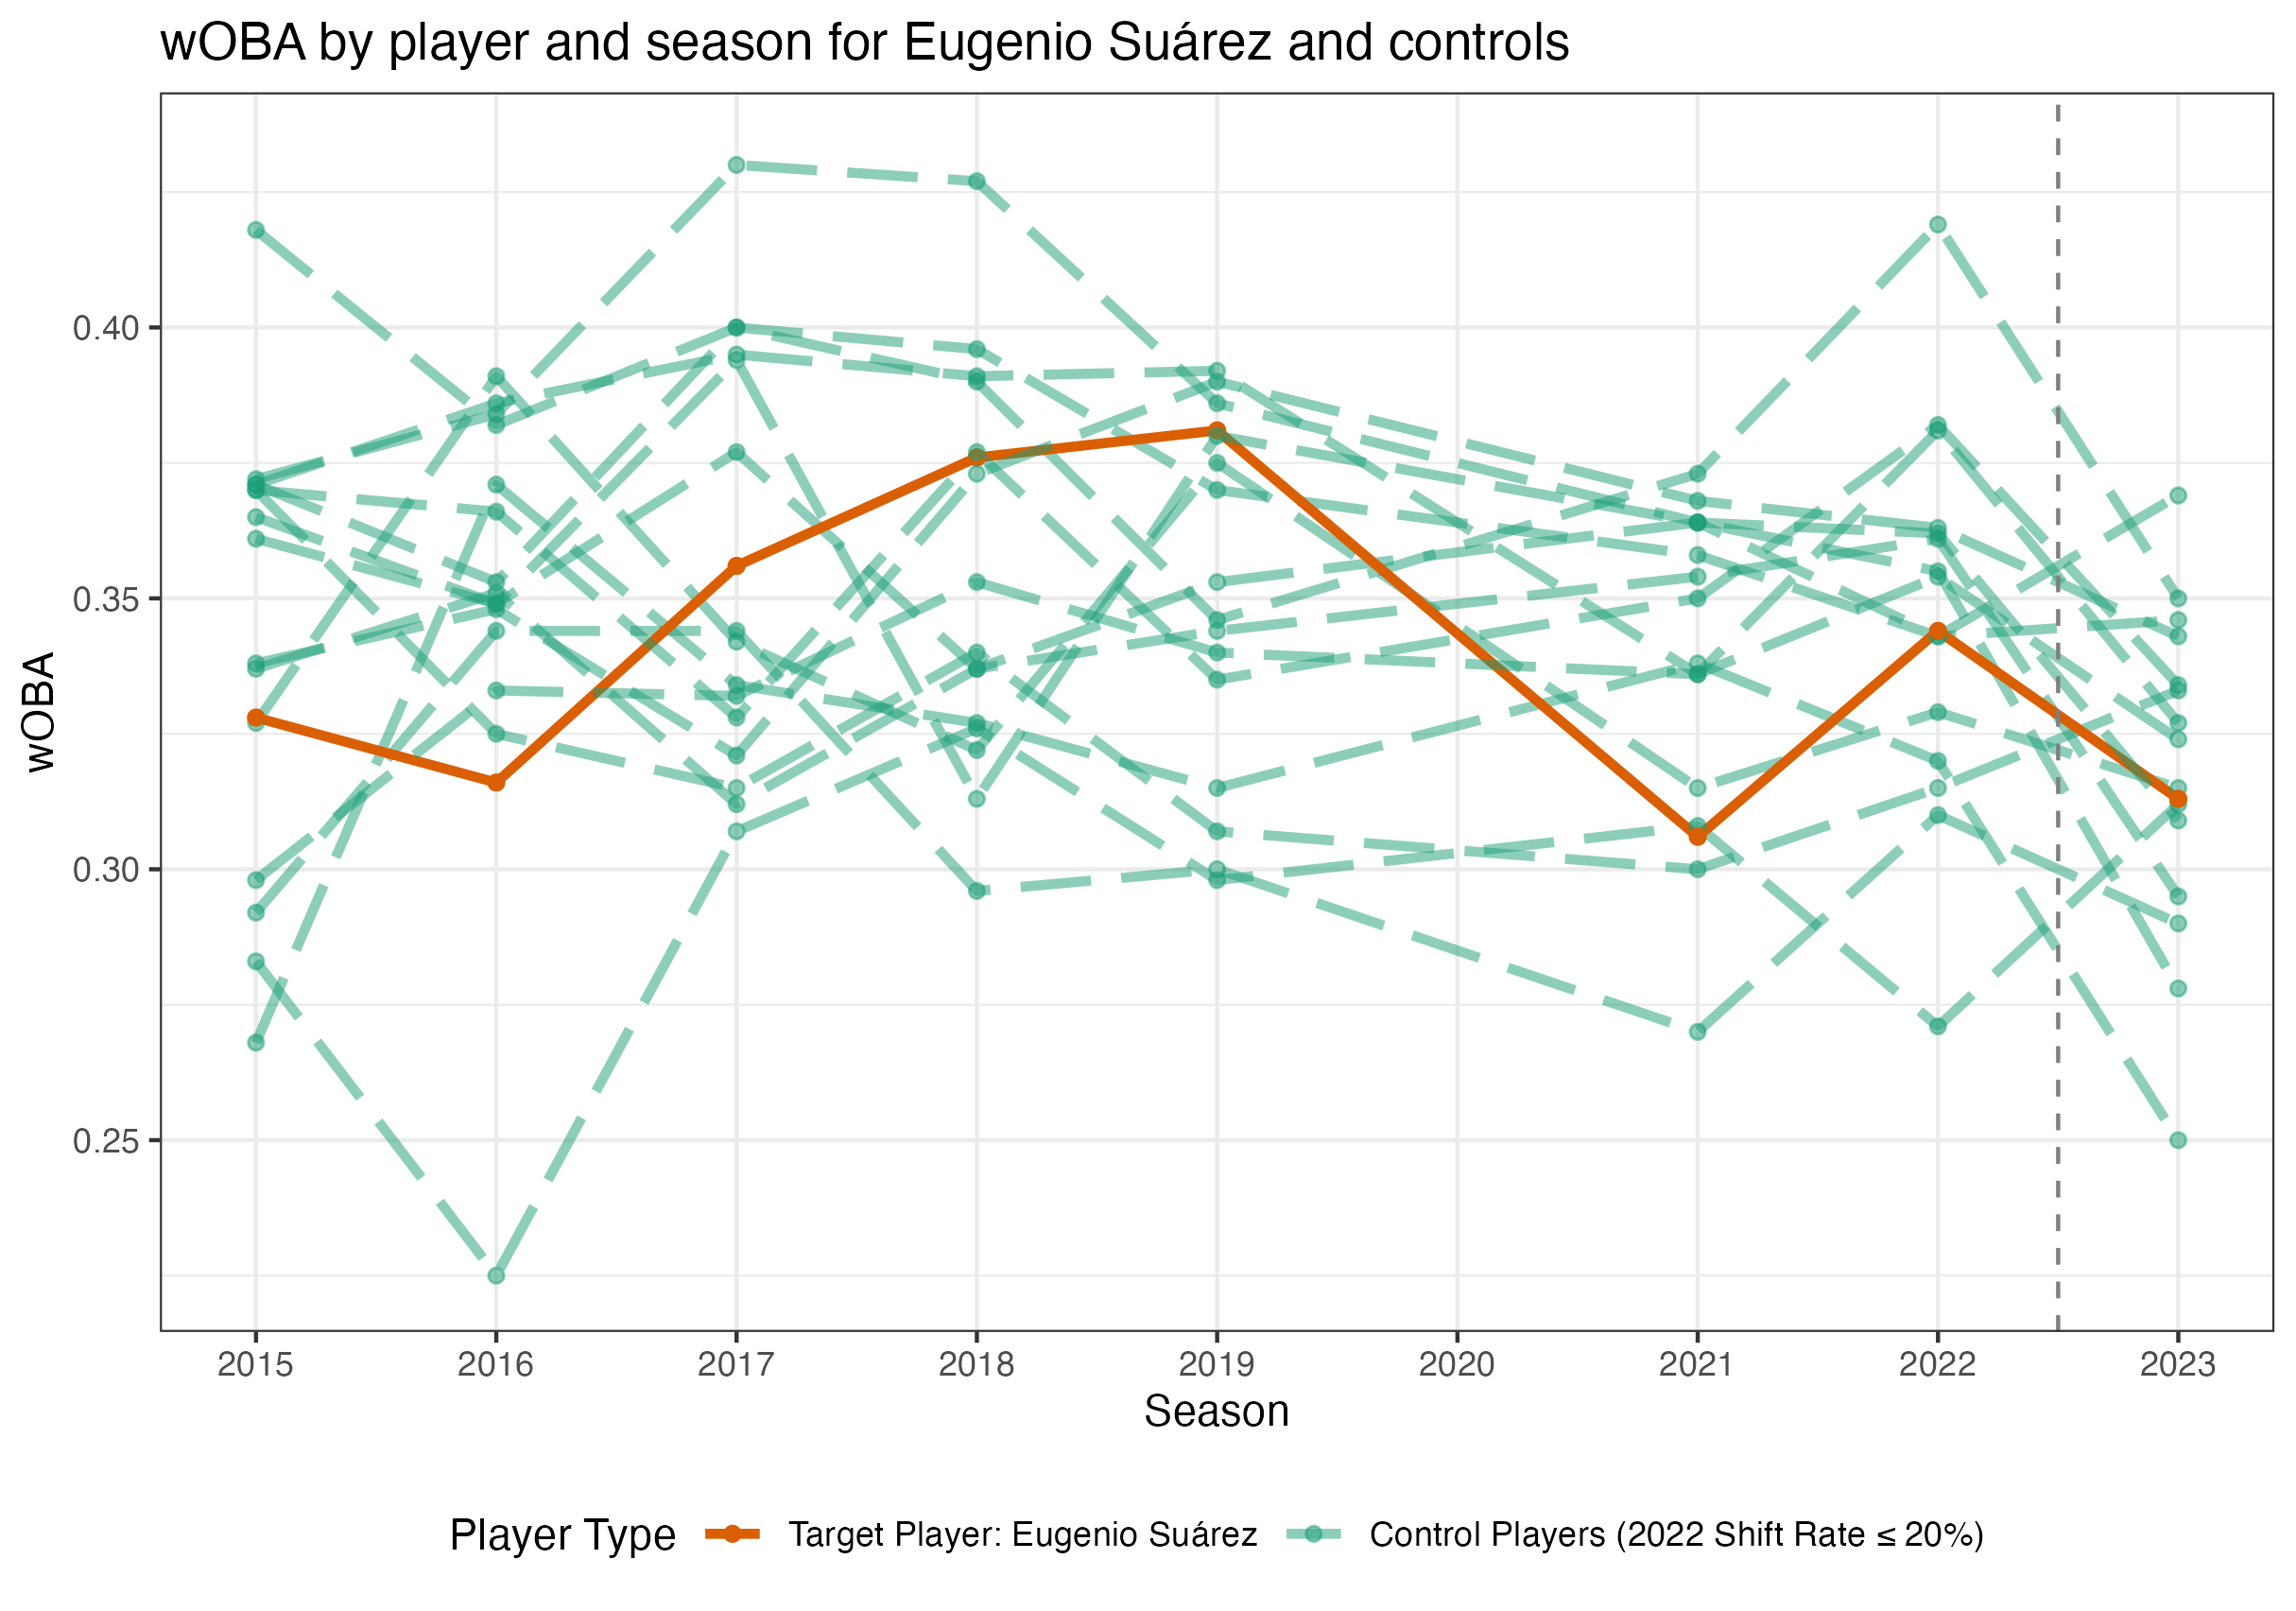 wOBA by player and season for Eugenio Suárez and controls
wOBA
0.40
0.35
0.30
0.25
2015 2016 2017 2018 2019 2020 2021 2022 2023
Season
Player Type Target Player: Eugenio Suárez Control Players (2022 Shift Rate ≤ 20%)